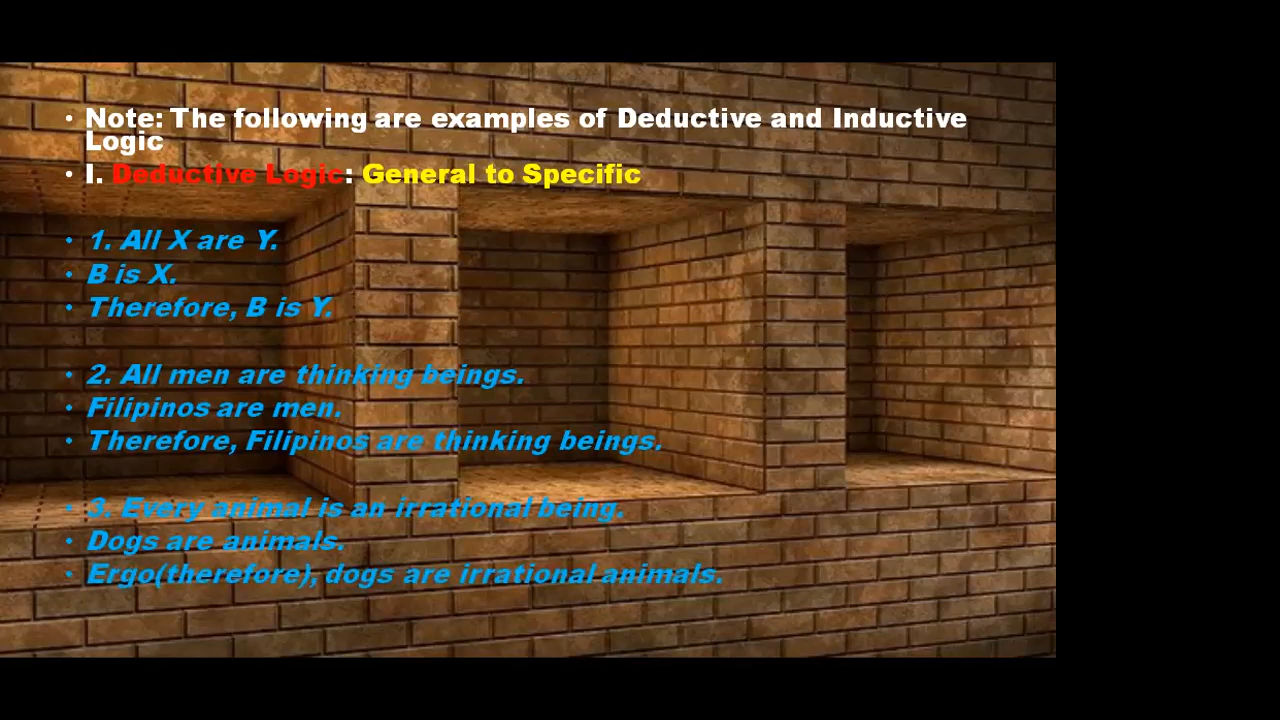 • Note: The following are examples of Deductive and Inductive
Logic
• I. Deductive Logic: General to Specific
• 1. All X are Y.
• B is X.
• Therefore, B is Y.
• 2. All men are thinking beings.
• Filipinos are men.
• Therefore, Filipinos are thinking beings.
• 3. Every animal is an irrational being.
• Dogs are animals.
• Ergo(therefore), dogs are irrational animals.